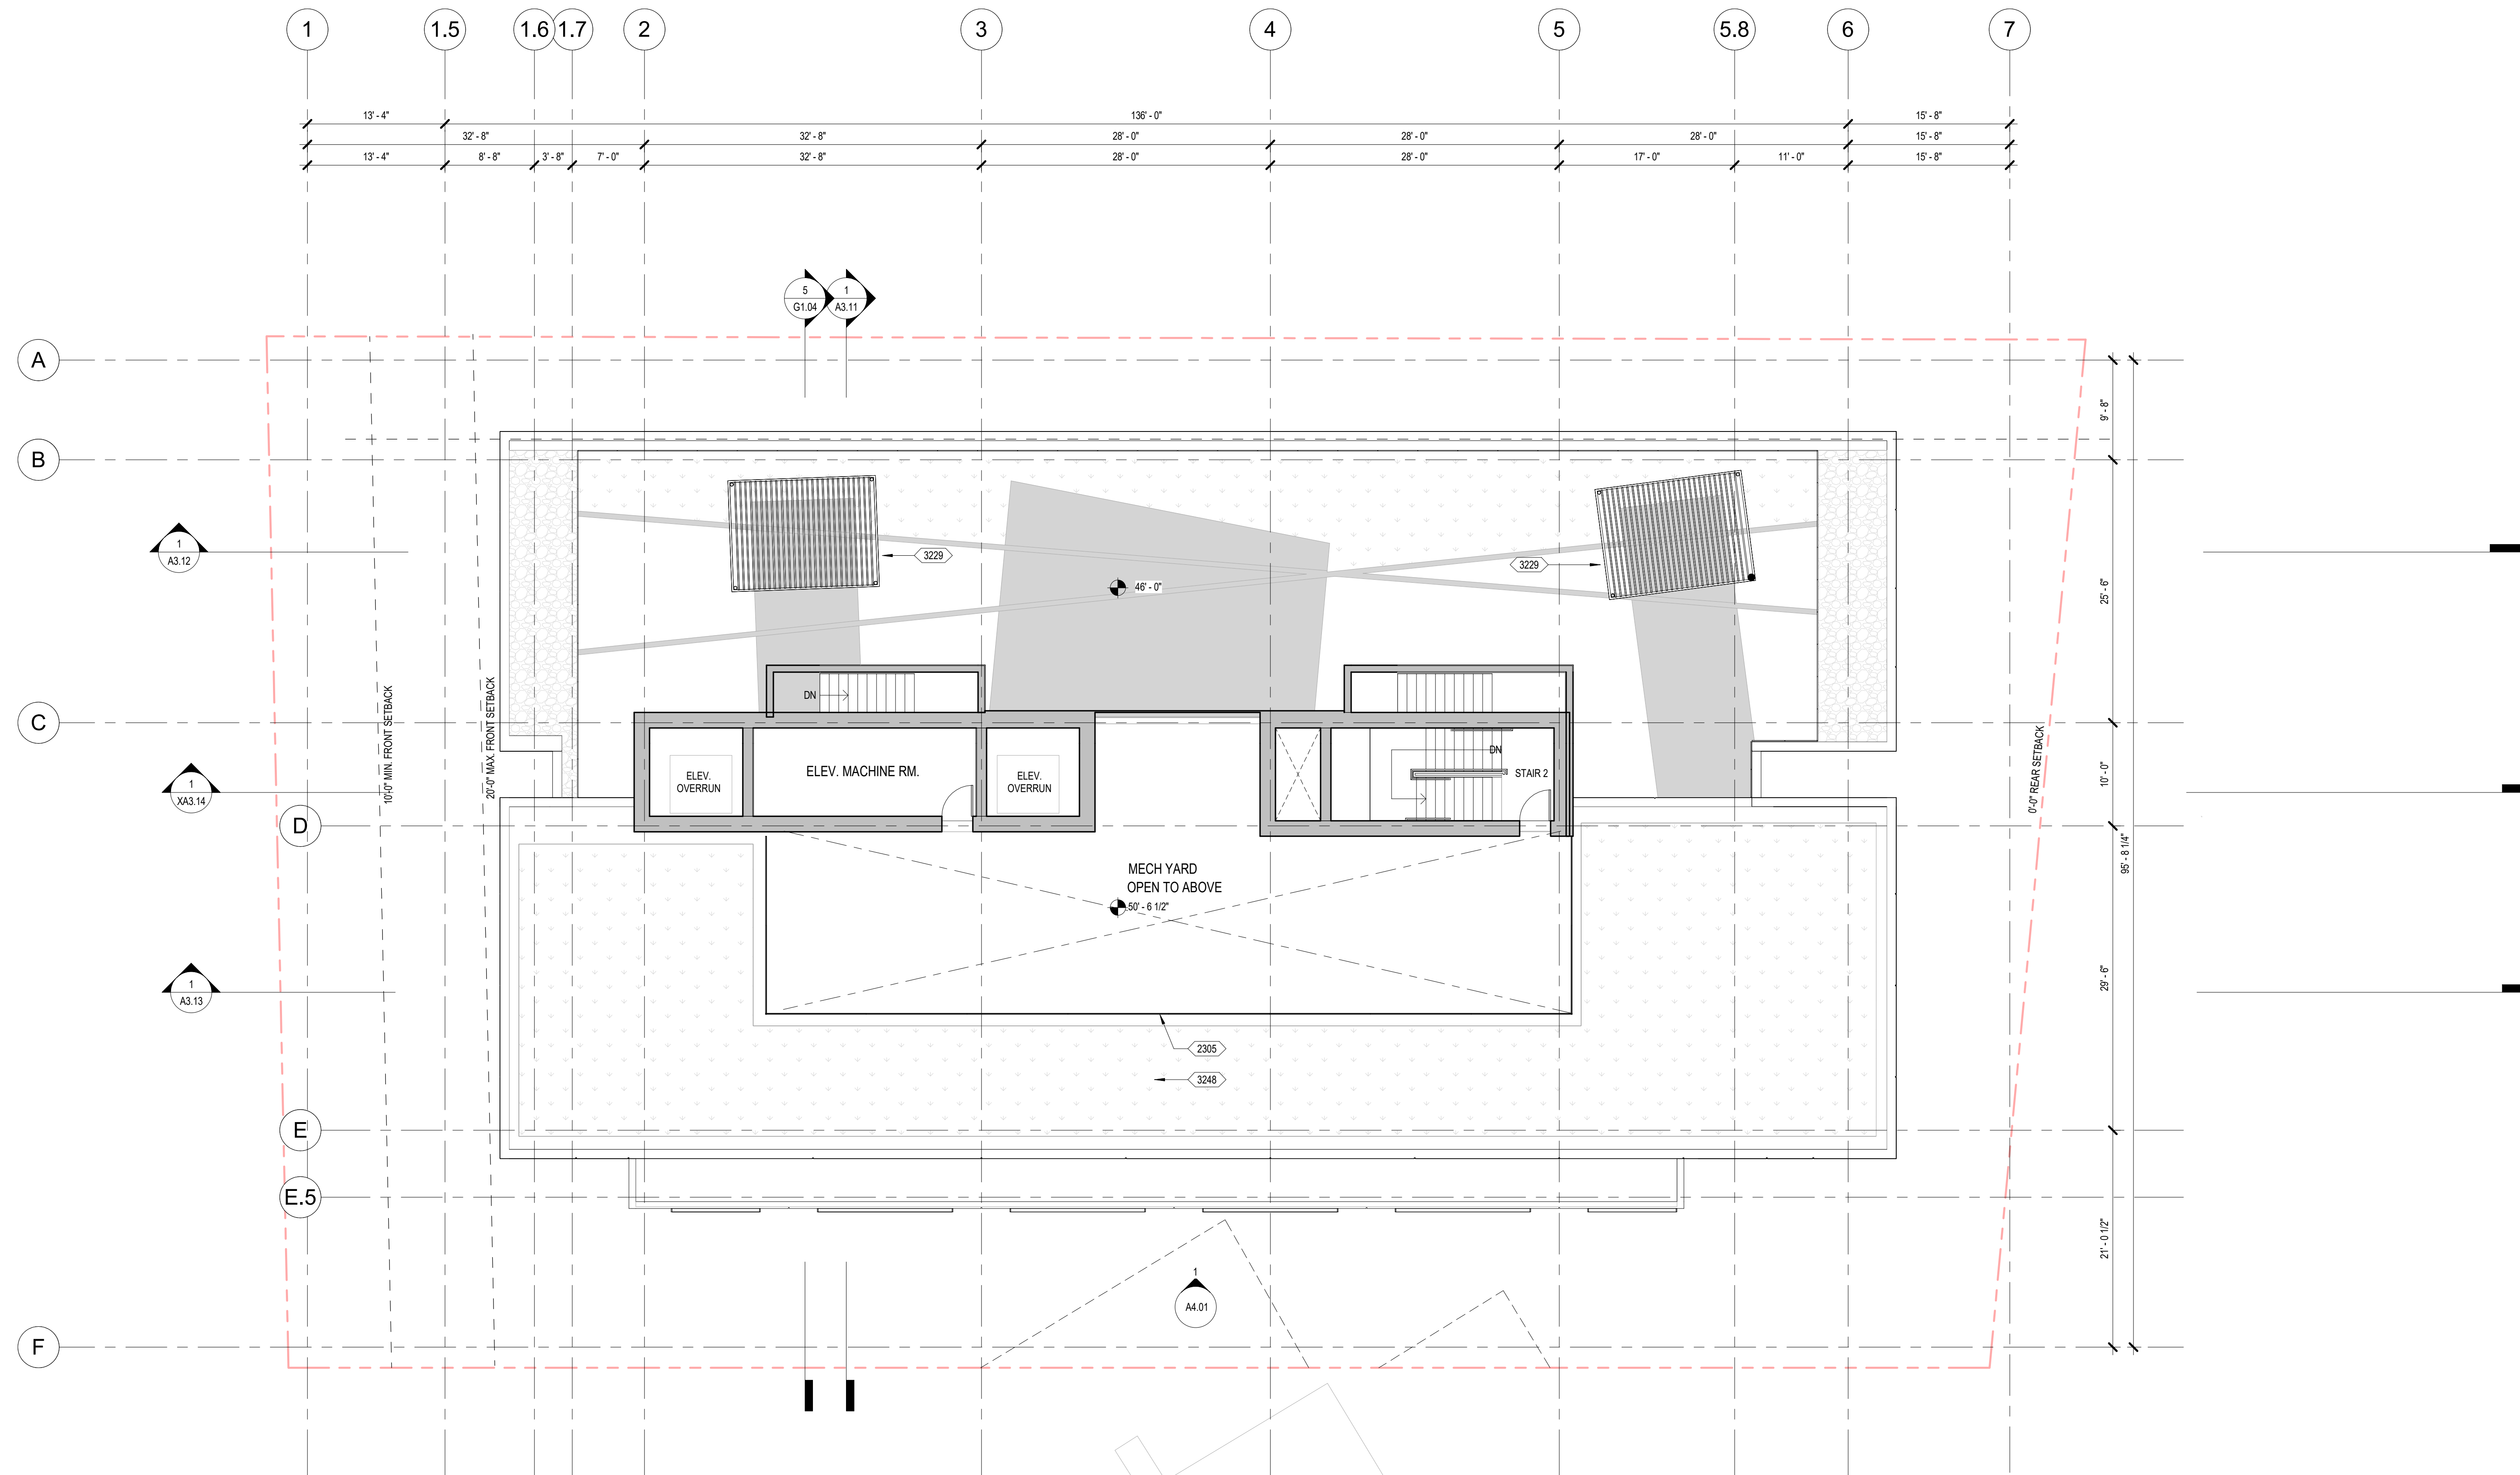 1 1.5 1.6 1.7 2 3 4 5 5.8 6 7
13' - 4" 136' - 0" 15' - 8"
32' - 8" 32' - 8" 28' - 0" 28' - 0" 28' - 0" 15' - 8"
13' - 4" 8' - 8" 3' - 8" 7' - 0" 32' - 8" 28' - 0" 28' - 0" 17' - 0" 11' - 0" 15' - 8"
5
G1.04
1
A3.11
A
9' - 8"
B
1
A3.12
3229
3229
46' - 0"
25' - 6"
DN
C
10'-0" MIN. FRONT SETBACK
20'-0" MAX. FRONT SETBACK
0'-0" REAR SETBACK
1
XA3.14
ELEV.
OVERRUN
ELEV. MACHINE RM.
ELEV.
OVERRUN
DN
STAIR 2
10' - 0"
D
95' - 8 1/4"
MECH YARD
OPEN TO ABOVE
50' - 6 1/2"
1
A3.13
29' - 6"
2305
3248
E
E.5
21' - 0 1/2"
1
A4.01
F